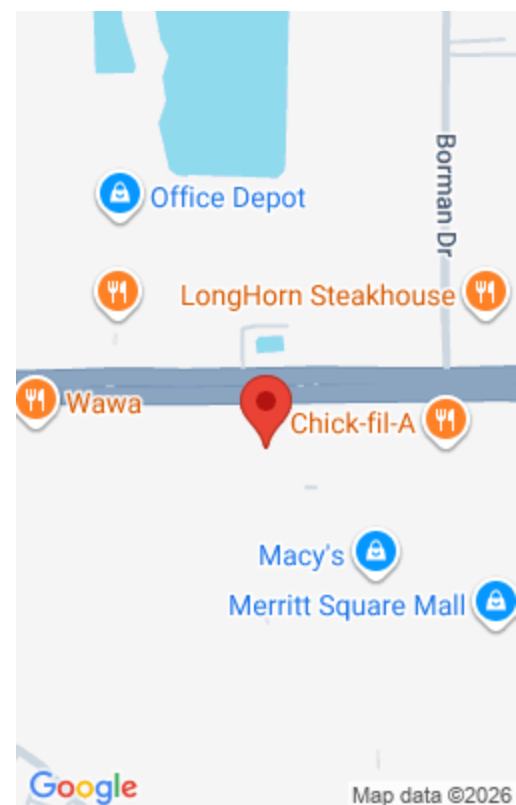 Borman Dr
Office Depot
LongHorn Steakhouse
Wawa
Chick-fil-A
Macy's
Merritt Square Mall
Google
Map data ©2026